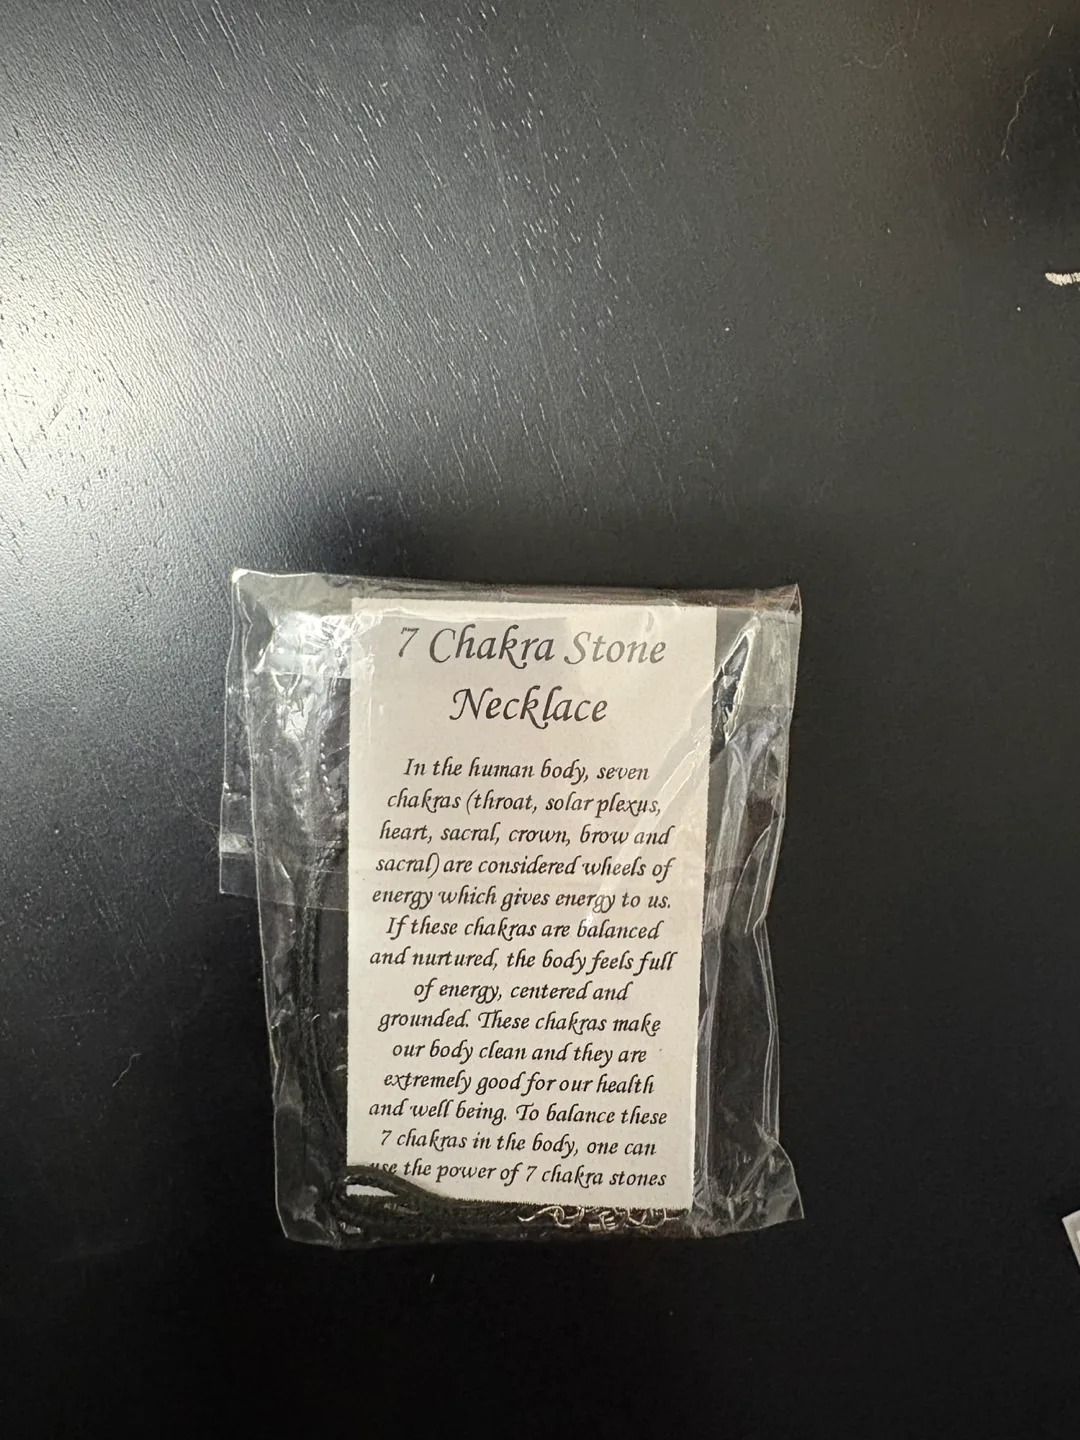 7 Chakra Stone
Necklace
In the human body, seven
chakras (throat, solar plexus,
heart, sacral, crown, brow and
sacral) are considered wheels of
energy which gives energy to us.
If these chakras are balanced
and nurtured, the body feels full
of energy, centered and
grounded. These chakras make
our body clean and they are
extremely good for our health
and well being. To balance these
7 chakras in the body, one can
use the power of 7 chakra stones